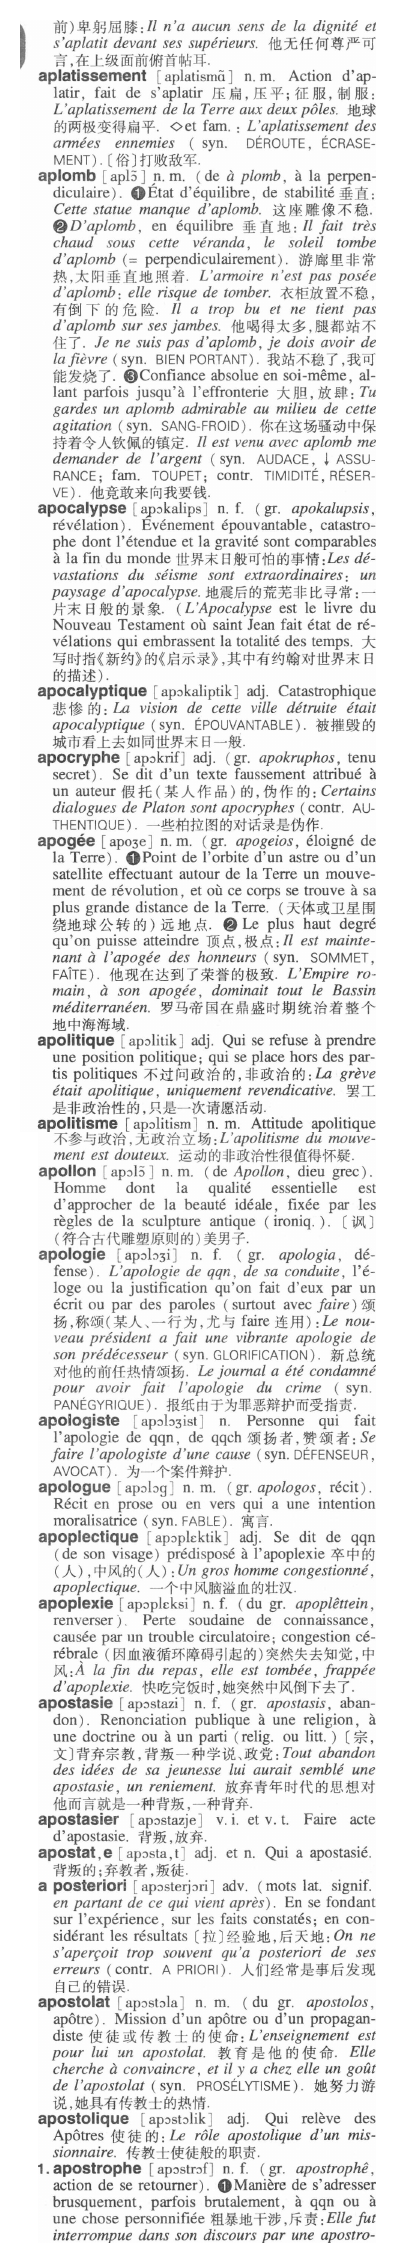 前)卑躬屈膝:Il n'a aucun sens de la dignité et
s'aplatit devant ses supérieurs. 他无任何尊严可
言,在上级面前俯首帖耳.
aplatissement [aplatismɑ̃] n. m. Action d'ap-
latir, fait de s'aplatir 压扁,压平;征服,制服:
L'aplatissement de la Terre aux deux pôles. 地球
的两极变得扁平. ◇et fam. : L'aplatissement des
armées ennemies ( syn. DÉROUTE, ÉCRASE-
MENT). 〔俗〕打败敌军.
aplomb [aplɔ̃] n. m. (de à plomb, à la perpen-
diculaire). ❶État d'équilibre, de stabilité 垂直:
Cette statue manque d'aplomb. 这座雕像不稳.
❷D'aplomb, en équilibre 垂直地: Il fait très
chaud sous cette véranda, le soleil tombe
d'aplomb (= perpendiculairement). 游廊里非常
热,太阳垂直地照着. L'armoire n'est pas posée
d'aplomb: elle risque de tomber. 衣柜放置不稳,
有倒下的危险. Il a trop bu et ne tient pas
d'aplomb sur ses jambes. 他喝得太多,腿都站不
住了. Je ne suis pas d'aplomb, je dois avoir de
la fièvre (syn. BIEN PORTANT). 我站不稳了,我可
能发烧了. ❸Confiance absolue en soi-même, al-
lant parfois jusqu'à l'effronterie 大胆,放肆: Tu
gardes un aplomb admirable au milieu de cette
agitation (syn. SANG-FROID). 你在这场骚动中保
持着令人钦佩的镇定. Il est venu avec aplomb me
demander de l'argent (syn. AUDACE, ↓ ASSU-
RANCE; fam. TOUPET; contr. TIMIDITÉ, RÉSER-
VE). 他竟敢来向我要钱.
apocalypse [apɔkalips] n. f. (gr. apokalupsis,
révélation). Événement épouvantable, catastro-
phe dont l'étendue et la gravité sont comparables
à la fin du monde 世界末日般可怕的事情:Les dé-
vastations du séisme sont extraordinaires: un
paysage d'apocalypse. 地震后的荒芜非比寻常:一
片末日般的景象. (L'Apocalypse est le livre du
Nouveau Testament où saint Jean fait état de ré-
vélations qui embrassent la totalité des temps. 大
写时指《新约》的《启示录》,其中有约翰对世界末日
的描述).
apocalyptique [apɔkaliptik] adj. Catastrophique
悲惨的: La vision de cette ville détruite était
apocalyptique (syn. ÉPOUVANTABLE). 被摧毁的
城市看上去如同世界末日一般.
apocryphe [apɔkrif] adj. (gr. apokruphos, tenu
secret). Se dit d'un texte faussement attribué à
un auteur 假托(某人作品)的,伪作的: Certains
dialogues de Platon sont apocryphes (contr. AU-
THENTIQUE). 一些柏拉图的对话录是伪作.
apogée [apɔʒe] n. m. (gr. apogeios, éloigné de
la Terre). ❶Point de l'orbite d'un astre ou d'un
satellite effectuant autour de la Terre un mouve-
ment de révolution, et où ce corps se trouve à sa
plus grande distance de la Terre. (天体或卫星围
绕地球公转的)远地点. ❷ Le plus haut degré
qu'on puisse atteindre 顶点,极点:Il est mainte-
nant à l'apogée des honneurs (syn. SOMMET,
FAÎTE). 他现在达到了荣誉的极致. L'Empire ro-
main, à son apogée, dominait tout le Bassin
méditerranéen. 罗马帝国在鼎盛时期统治着整个
地中海海域.
apolitique [apɔlitik] adj. Qui se refuse à prendre
une position politique; qui se place hors des par-
tis politiques 不过问政治的,非政治的: La grève
était apolitique, uniquement revendicative. 罢工
是非政治性的,只是一次请愿活动.
apolitisme [apɔlitism] n. m. Attitude apolitique
不参与政治,无政治立场:L'apolitisme du mouve-
ment est douteux. 运动的非政治性很值得怀疑.
apollon [apɔlɔ̃] n. m. (de Apollon, dieu grec).
Homme dont la qualité essentielle est
d'approcher de la beauté idéale, fixée par les
règles de la sculpture antique (ironiq.). 〔讽〕
(符合古代雕塑原则的)美男子.
apologie [apɔlɔʒi] n. f. ( gr. apologia, dé-
fense). L'apologie de qqn, de sa conduite, l'é-
loge ou la justification qu'on fait d'eux par un
écrit ou par des paroles (surtout avec faire) 颂
扬,称颂(某人、一行为,尤与 faire 连用): Le nou-
veau président a fait une vibrante apologie de
son prédécesseur (syn. GLORIFICATION). 新总统
对他的前任热情颂扬. Le journal a été condamné
pour avoir fait l'apologie du crime ( syn.
PANÉGYRIQUE). 报纸由于为罪恶辩护而受指责.
apologiste [apɔlɔʒist] n. Personne qui fait
l'apologie de qqn, de qqch 颂扬者,赞颂者: Se
faire l'apologiste d'une cause (syn. DÉFENSEUR,
AVOCAT). 为一个案件辩护.
apologue [apɔlɔg] n. m. (gr. apologos, récit).
Récit en prose ou en vers qui a une intention
moralisatrice (syn. FABLE). 寓言.
apoplectique [apɔplɛktik] adj. Se dit de qqn
(de son visage) prédisposé à l'apoplexie 卒中的
(人),中风的(人):Un gros homme congestionné,
apoplectique. 一个中风脑溢血的壮汉.
apoplexie [apɔplɛksi] n. f. (du gr. apoplêttein,
renverser). Perte soudaine de connaissance,
causée par un trouble circulatoire; congestion cé-
rébrale (因血液循环障碍引起的)突然失去知觉,中
风:À la fin du repas, elle est tombée, frappée
d'apoplexie. 快吃完饭时,她突然中风倒下去了.
apostasie [apɔstazi] n. f. (gr. apostasis, aban-
don). Renonciation publique à une religion, à
une doctrine ou à un parti (relig. ou litt.)〔宗,
文〕背弃宗教,背叛一种学说、政党:Tout abandon
des idées de sa jeunesse lui aurait semblé une
apostasie, un reniement. 放弃青年时代的思想对
他而言就是一种背叛,一种背弃.
apostasier [apɔstazje] v. i. et v. t. Faire acte
d'apostasie. 背叛,放弃.
apostat,e [apɔsta,t] adj. et n. Qui a apostasié.
背叛的;弃教者,叛徒.
a posteriori [apɔsterjɔri] adv. (mots lat. signif.
en partant de ce qui vient après). En se fondant
sur l'expérience, sur les faits constatés; en con-
sidérant les résultats 〔拉〕经验地,后天地: On ne
s'aperçoit trop souvent qu'a posteriori de ses
erreurs (contr. A PRIORI). 人们经常是事后发现
自己的错误.
apostolat [apɔstɔla] n. m. (du gr. apostolos,
apôtre). Mission d'un apôtre ou d'un propagan-
diste 使徒或传教士的使命: L'enseignement est
pour lui un apostolat. 教育是他的使命. Elle
cherche à convaincre, et il y a chez elle un goût
de l'apostolat (syn. PROSÉLYTISME). 她努力游
说,她具有传教士的热情.
apostolique [apɔstɔlik] adj. Qui relève des
Apôtres 使徒的: Le rôle apostolique d'un mis-
sionnaire. 传教士使徒般的职责.
1. apostrophe [apɔstrɔf] n. f. (gr. apostrophê,
action de se retourner). ❶Manière de s'adresser
brusquement, parfois brutalement, à qqn ou à
une chose personnifiée 粗暴地干涉,斥责: Elle fut
interrompue dans son discours par une apostro-